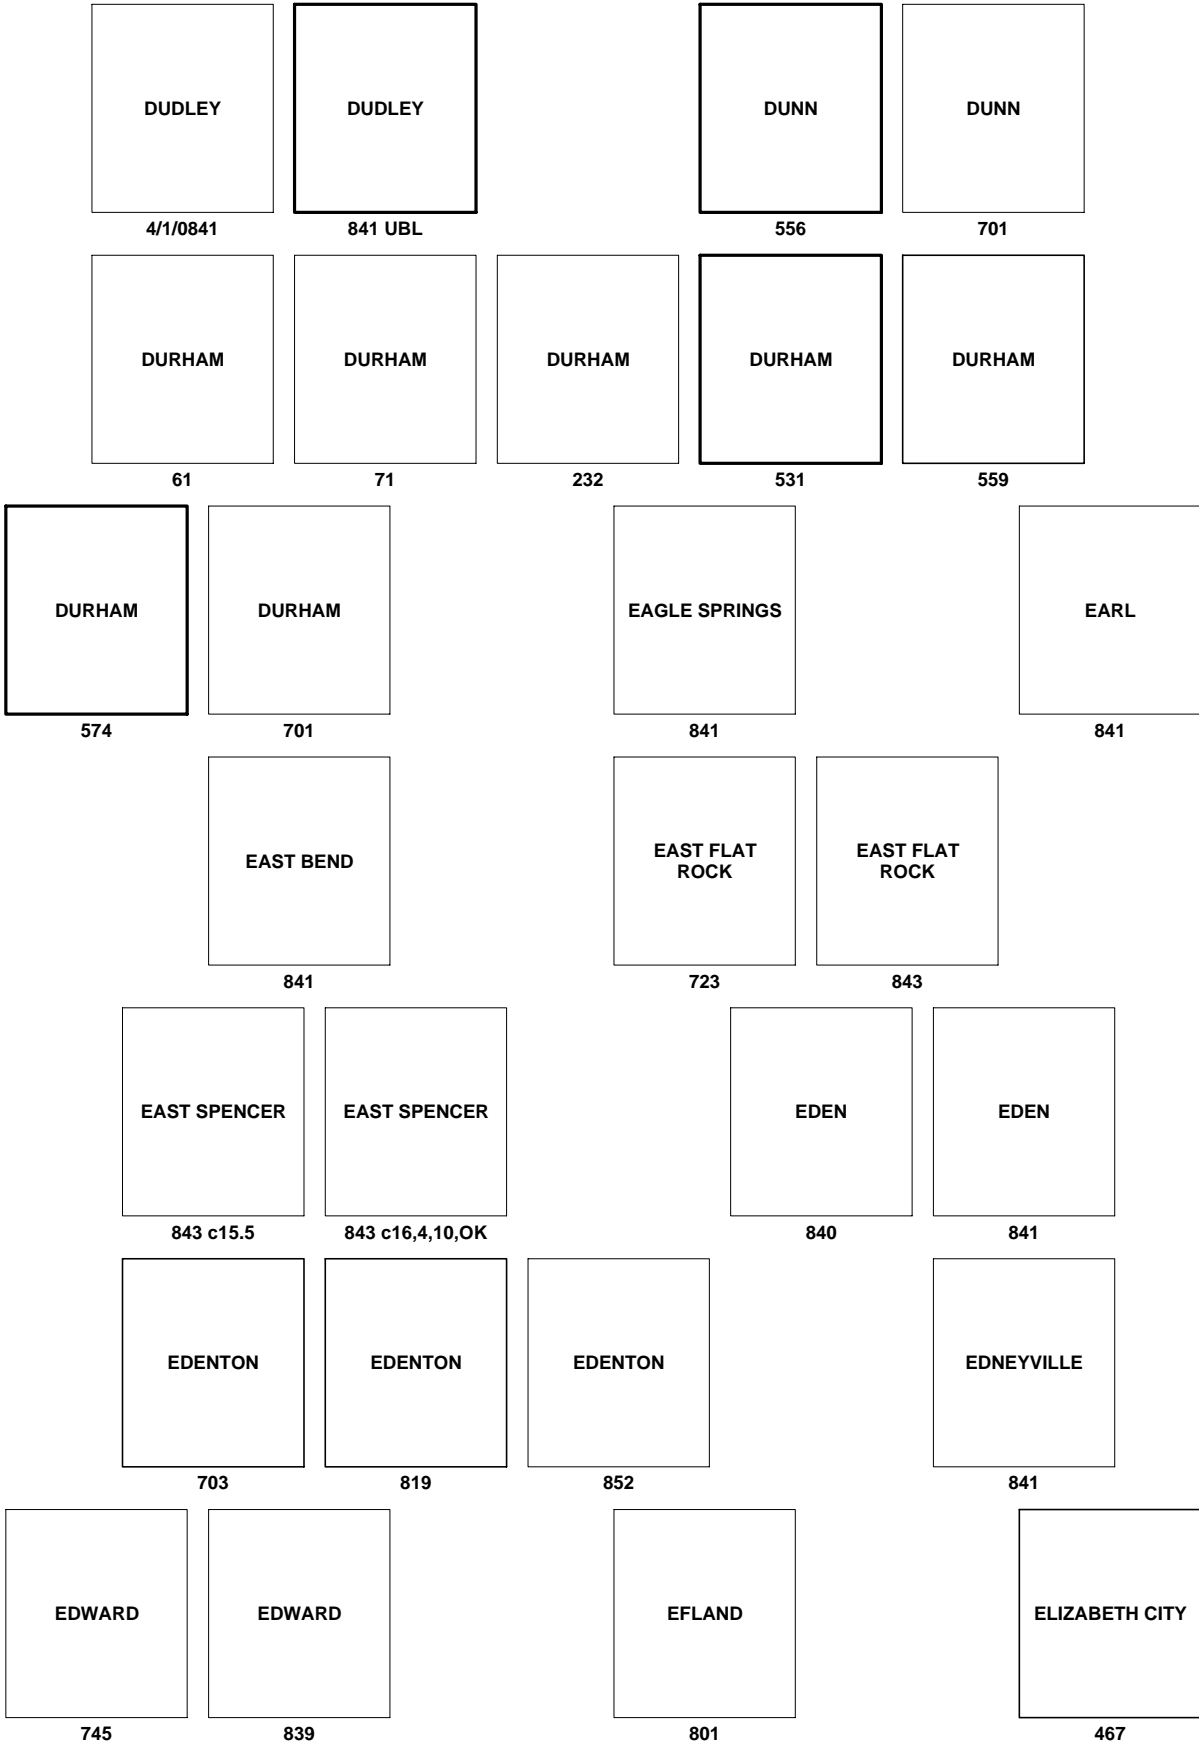 DUDLEY
DUDLEY
DUNN
DUNN
4/1/0841
841 UBL
556
701
DURHAM
DURHAM
DURHAM
DURHAM
DURHAM
61
71
232
531
559
DURHAM
DURHAM
EAGLE SPRINGS
EARL
574
701
841
841
EAST BEND
EAST FLAT
ROCK
EAST FLAT
ROCK
841
723
843
EAST SPENCER
EAST SPENCER
EDEN
EDEN
843 c15.5
843 c16,4,10,OK
840
841
EDENTON
EDENTON
EDENTON
EDNEYVILLE
703
819
852
841
EDWARD
EDWARD
EFLAND
ELIZABETH CITY
745
839
801
467